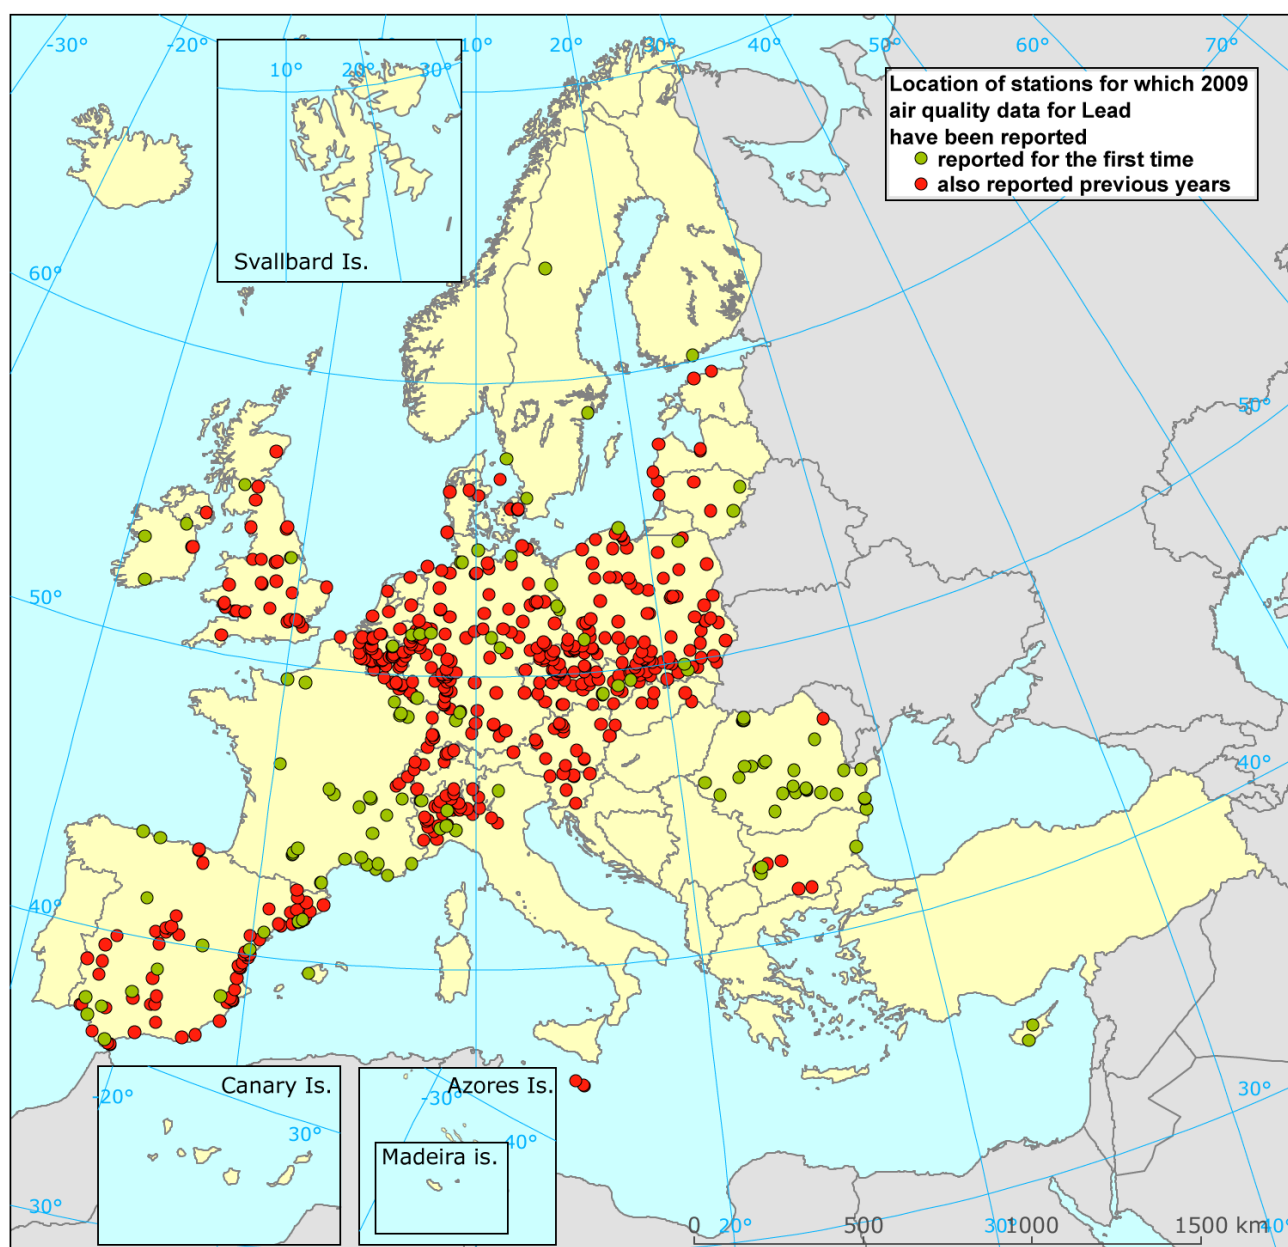 -30°
-20°
10°
20°
30°
40°
50°
60°
70°
10°
20°
30°
Location of stations for which 2009
air quality data for Lead
have been reported
reported for the first time
also reported previous years
Svallbard Is.
60°
50°
50°
40°
40°
30°
30°
Canary Is.
-20°
30°
Azores Is.
-30°
40°
Madeira is.
0 500 1000 1500 km
20°
30°
40°